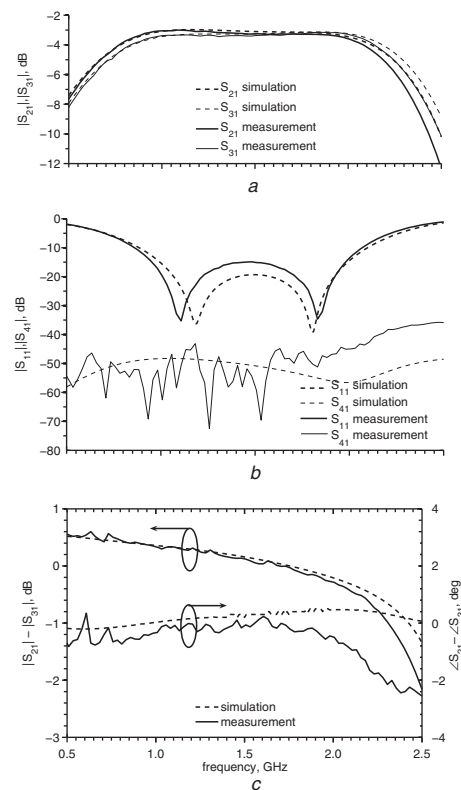 −2
−4
−6
−8
−10
−12
|S21|,|S31|, dB
S21 simulation
S31 simulation
S21 measurement
S31 measurement
a
0
−10
−20
−30
−40
−50
−60
−70
−80
|S11|,|S41|, dB
S11 simulation
S41 simulation
S11 measurement
S41 measurement
b
1
0
−1
−2
−3
|S21| − |S31|, dB
4
2
0
−2
−4
∠S21−∠S31, deg
simulation
measurement
0.5 1.0 1.5 2.0 2.5
frequency, GHz
c